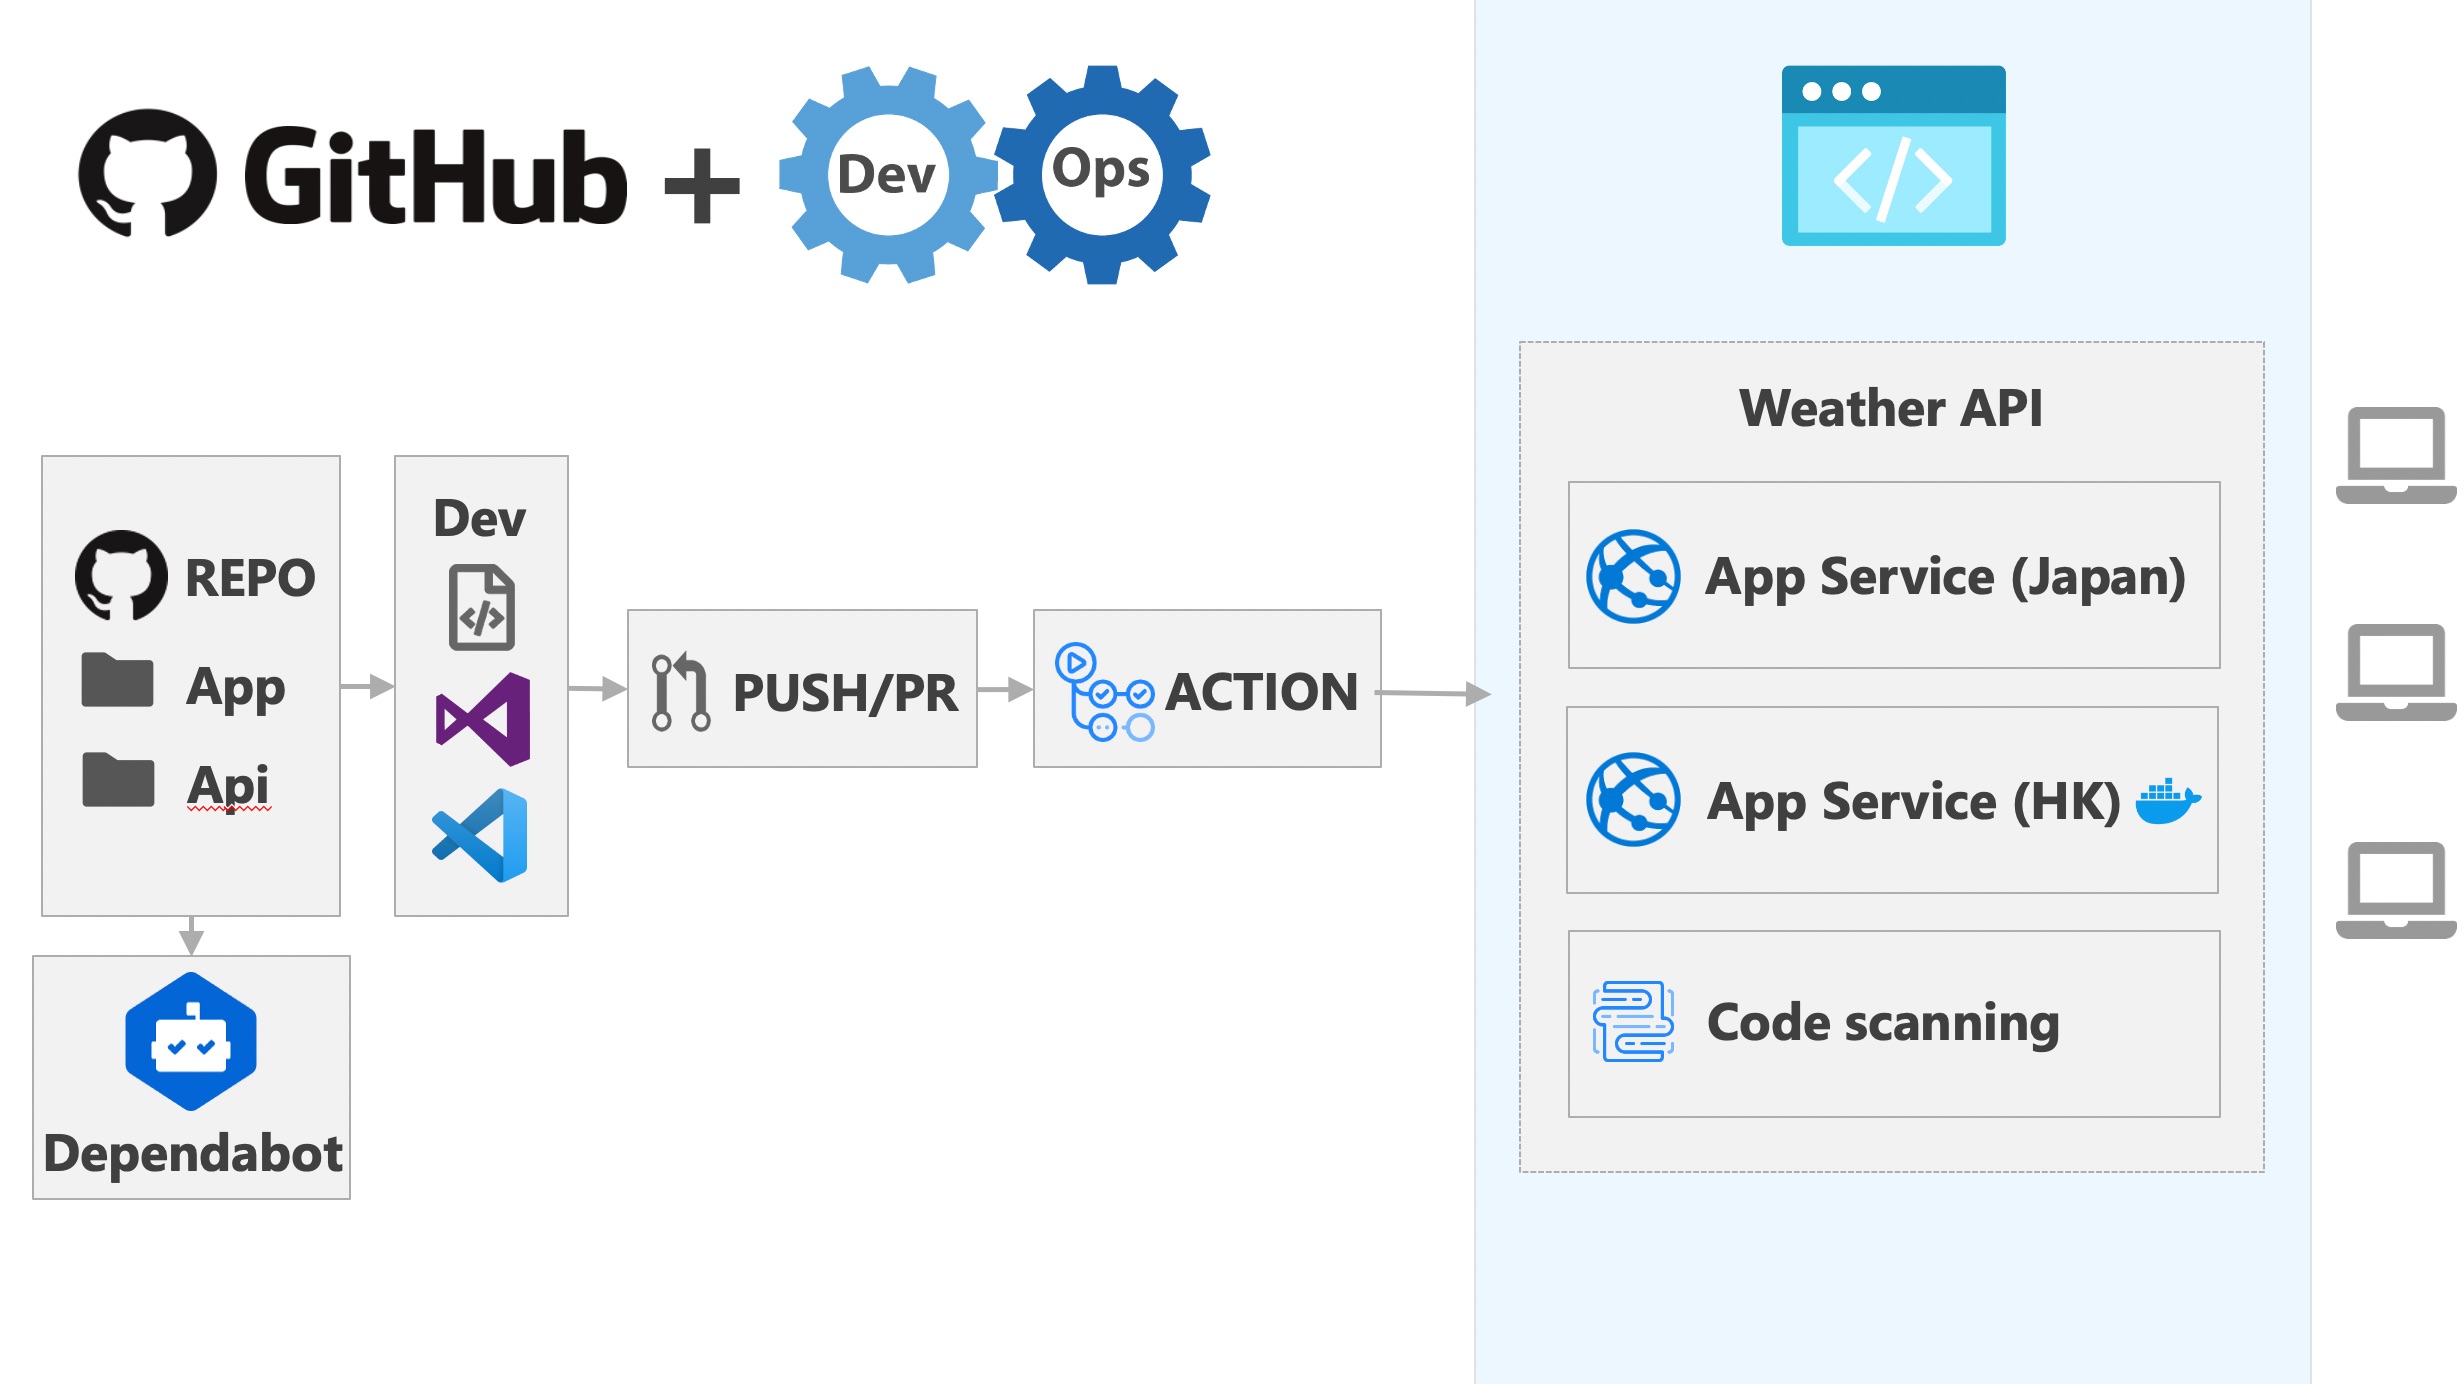 GitHub + Dev Ops
REPO
App
Api
Dependabot
Dev
PUSH/PR
ACTION
Weather API
App Service (Japan)
App Service (HK)
Code scanning